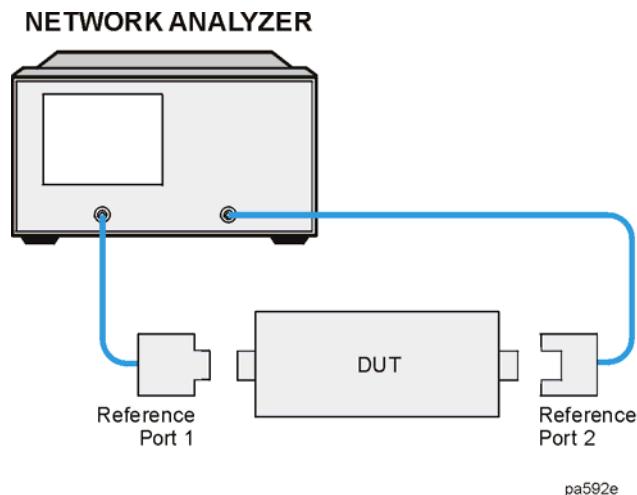 NETWORK ANALYZER
DUT
Reference
Port 1
Reference
Port 2
pa592e